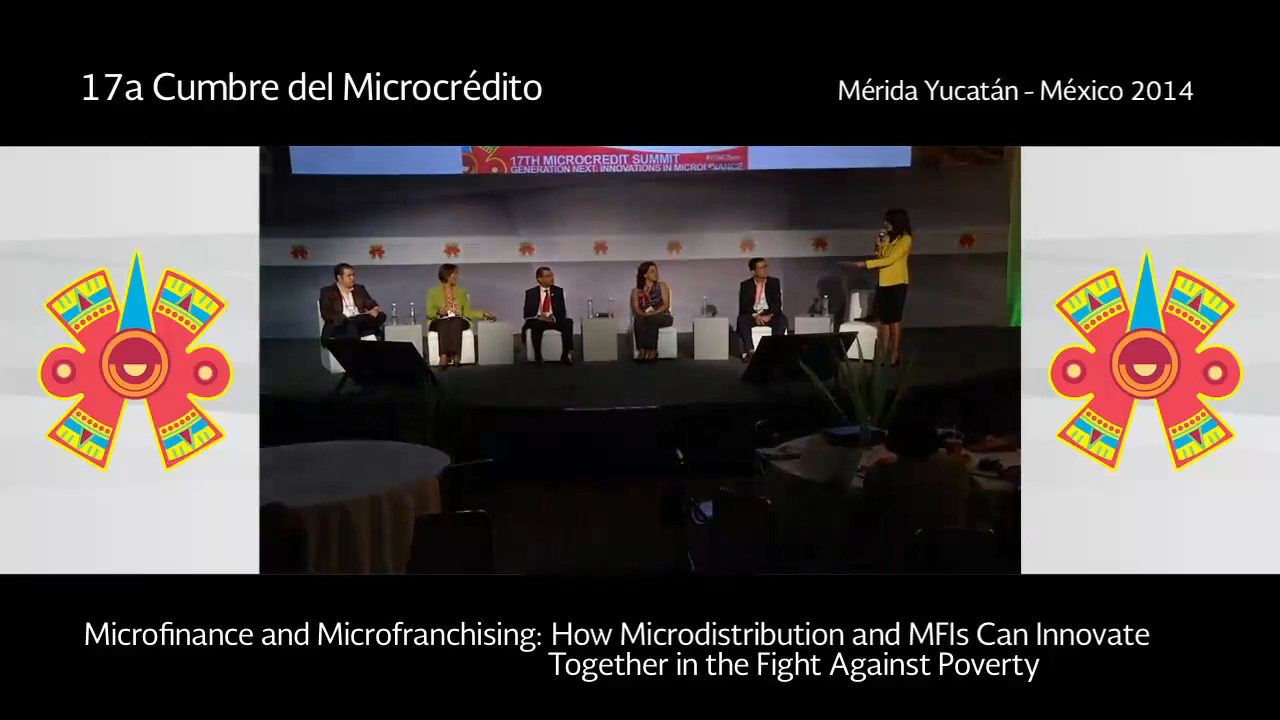 17a Cumbre del Microcrédito
Mérida Yucatán - México 2014
17TH MICROCREDIT SUMMIT
GENERATION NEXT: INNOVATIONS IN MICROFINANCE
Microfinance and Microfranchising: How Microdistribution and MFIs Can Innovate
Together in the Fight Against Poverty